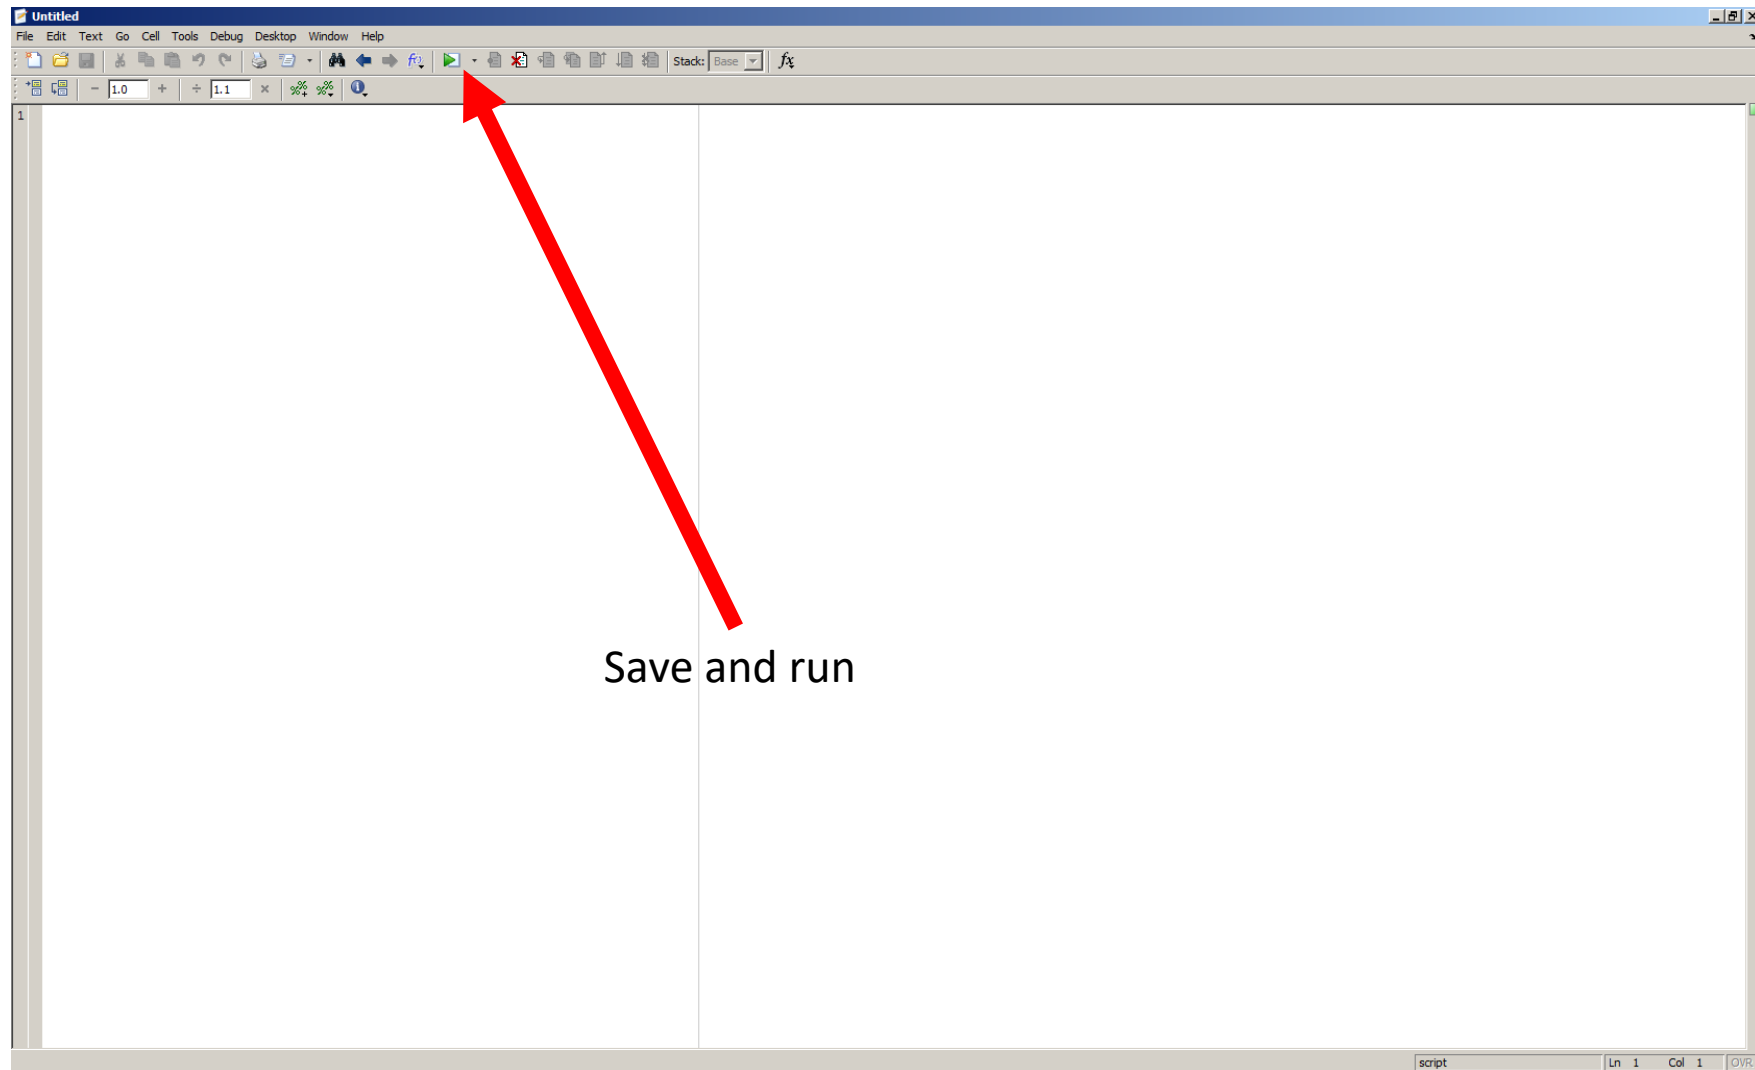 Untitled
File Edit Text Go Cell Tools Debug Desktop Window Help
Stack: Base fx
− 1.0 + ÷ 1.1 ×
1
Save and run
script Ln 1 Col 1 OVR